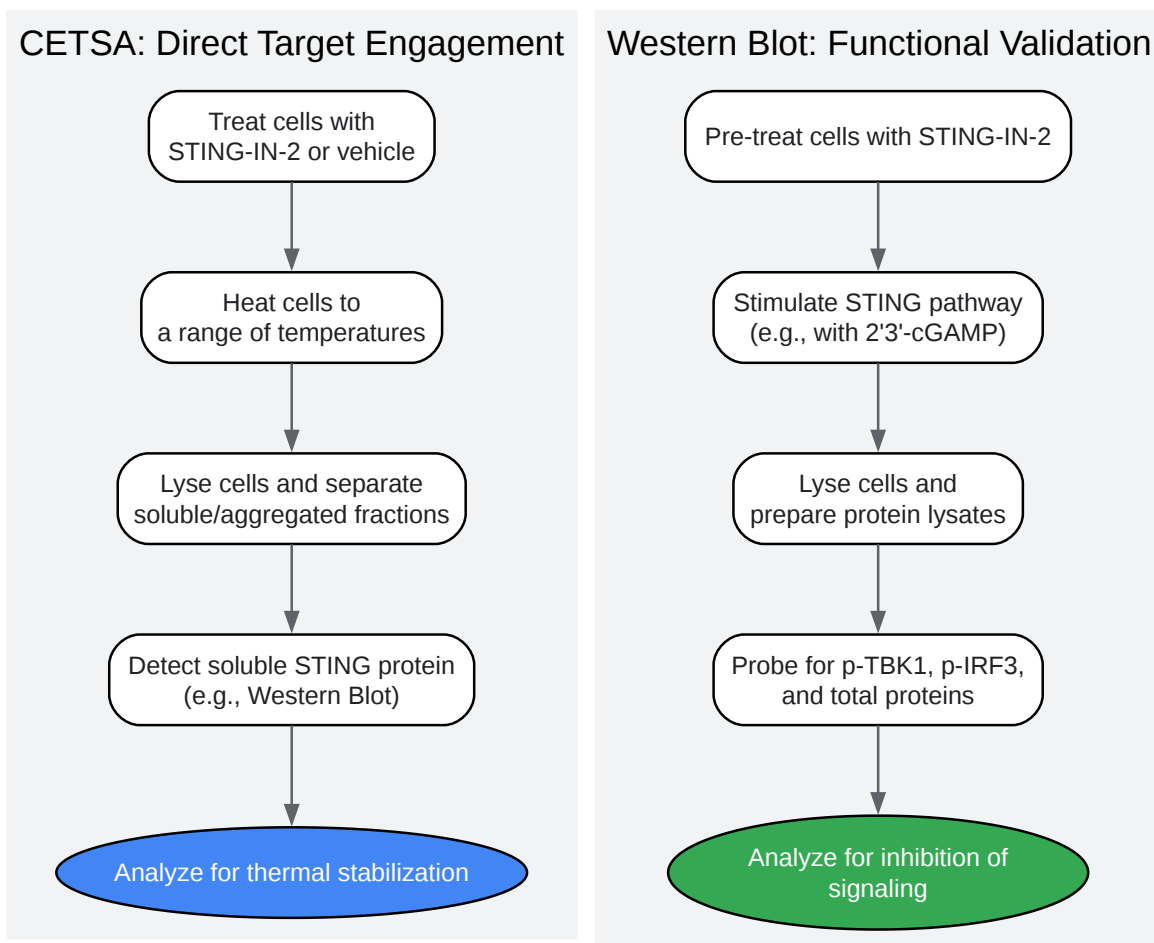 CETSA: Direct Target Engagement
Treat cells with
STING-IN-2 or vehicle
Heat cells to
a range of temperatures
Lyse cells and separate
soluble/aggregated fractions
Detect soluble STING protein
(e.g., Western Blot)
Analyze for thermal stabilization
Western Blot: Functional Validation
Pre-treat cells with STING-IN-2
Stimulate STING pathway
(e.g., with 2'3'-cGAMP)
Lyse cells and
prepare protein lysates
Probe for p-TBK1, p-IRF3,
and total proteins
Analyze for inhibition of
signaling